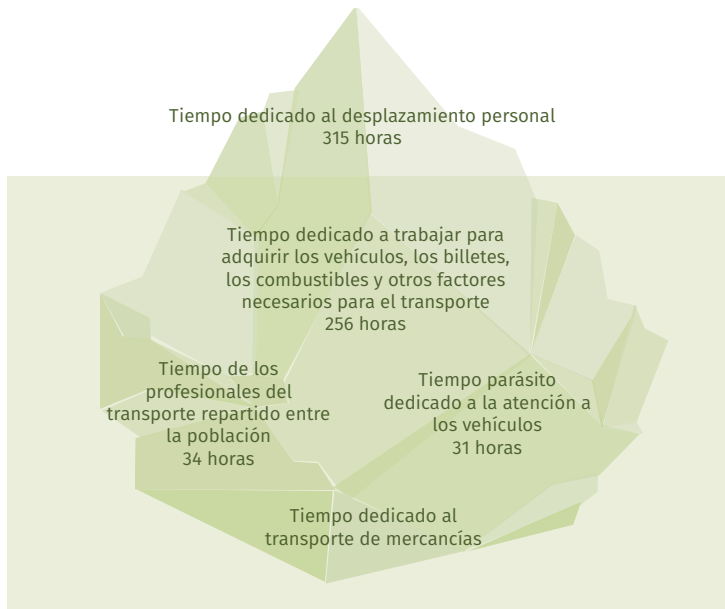 Tiempo dedicado al desplazamiento personal
315 horas
Tiempo dedicado a trabajar para
adquirir los vehículos, los billetes,
los combustibles y otros factores
necesarios para el transporte
256 horas
Tiempo de los
profesionales del
transporte repartido entre
la población
34 horas
Tiempo parásito
dedicado a la atención a
los vehículos
31 horas
Tiempo dedicado al
transporte de mercancías